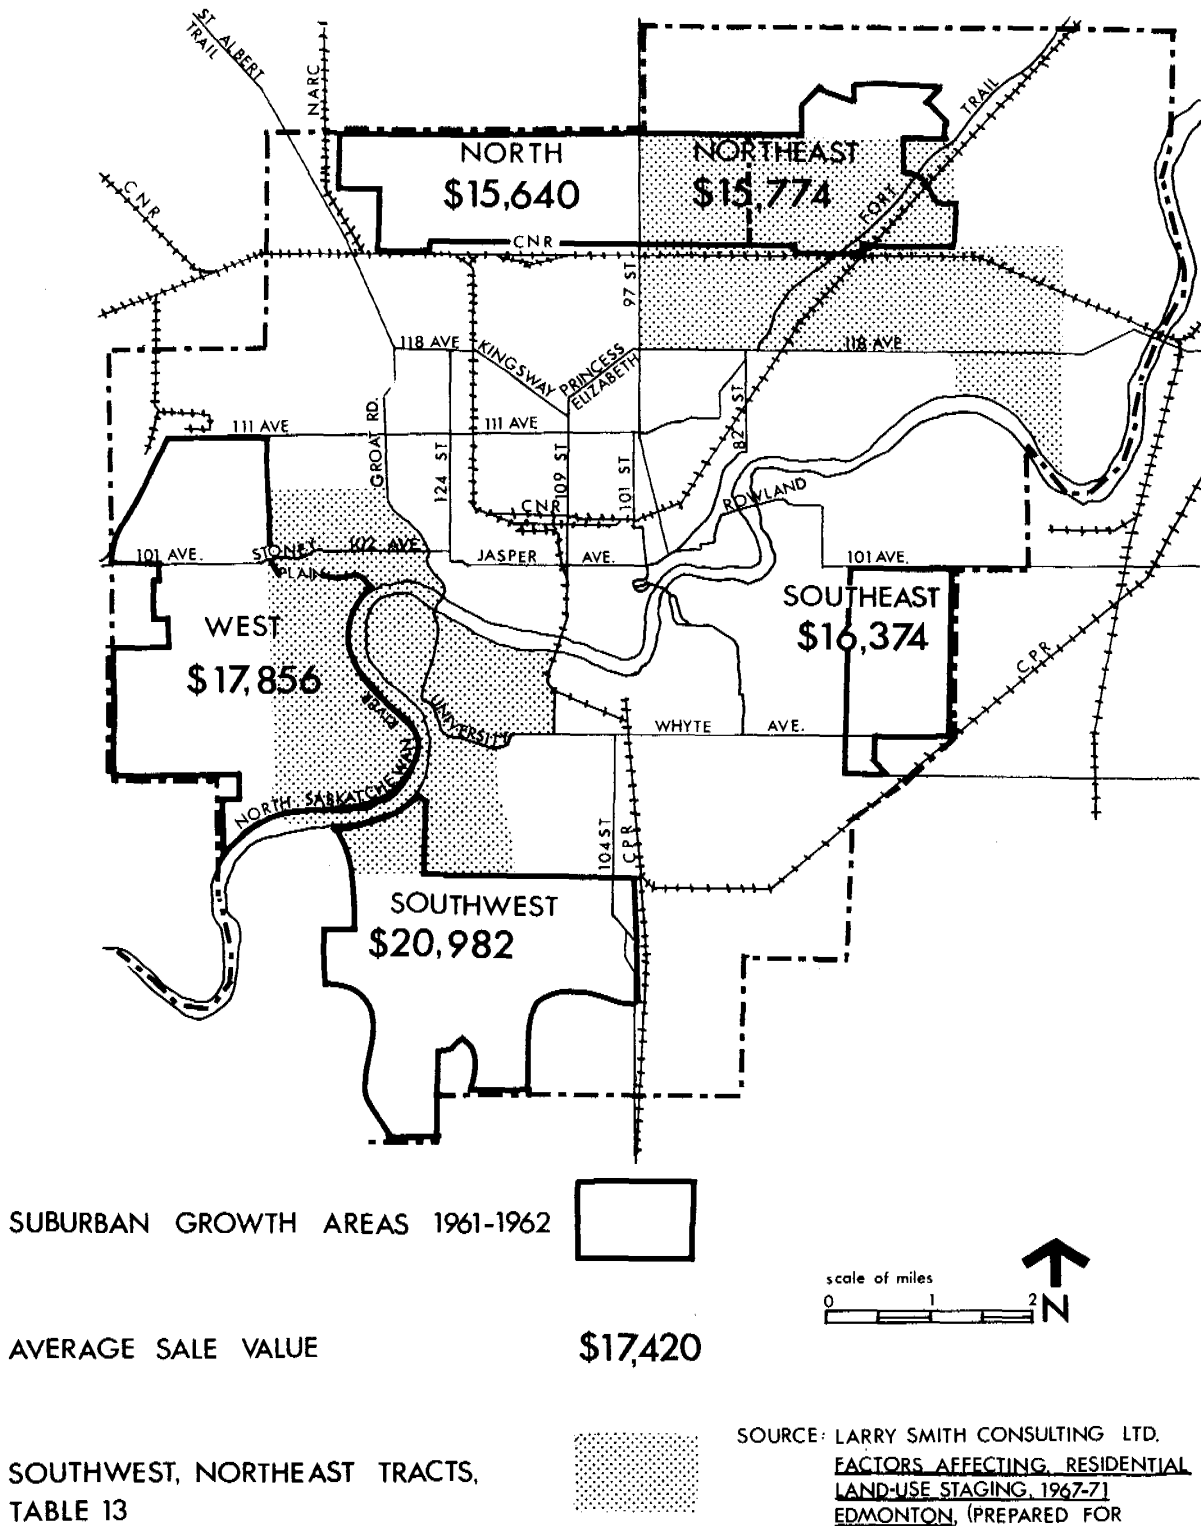 ST. ALBERT
TRAIL
NARC
TRAIL
FORT
NORTH
$15,640
NORTHEAST
$15,774
CNR
CNR
97 ST
118 AVE
KINGSWAY
PRINCESS
ELIZABETH
118 AVE
82 ST
111 AVE
GROAT RD.
111 AVE
124 ST
109 ST
101 ST
CNR
ROWLAND
101 AVE.
STONEY
PLAIN
102 AVE
JASPER AVE.
101 AVE.
SOUTHEAST
$16,374
WEST
$17,856
CPR
RIVER
UNIVERSITY
WHYTE AVE.
NORTH SASKATCHEWAN
104 ST
CPR
SOUTHWEST
$20,982
SUBURBAN GROWTH AREAS 1961-1962
scale of miles
0 1 2
N
AVERAGE SALE VALUE $17,420
SOUTHWEST, NORTHEAST TRACTS,
TABLE 13
SOURCE: LARRY SMITH CONSULTING LTD.
FACTORS AFFECTING RESIDENTIAL
LAND-USE STAGING, 1967-71
EDMONTON, (PREPARED FOR